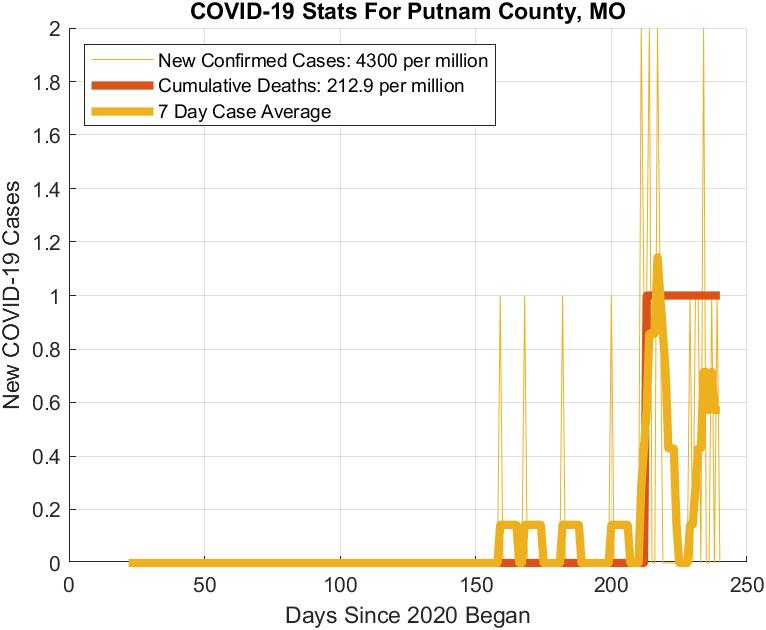 COVID-19 Stats For Putnam County, MO
New Confirmed Cases: 4300 per million
Cumulative Deaths: 212.9 per million
7 Day Case Average
New COVID-19 Cases
2
1.8
1.6
1.4
1.2
1
0.8
0.6
0.4
0.2
0
0 50 100 150 200 250
Days Since 2020 Began